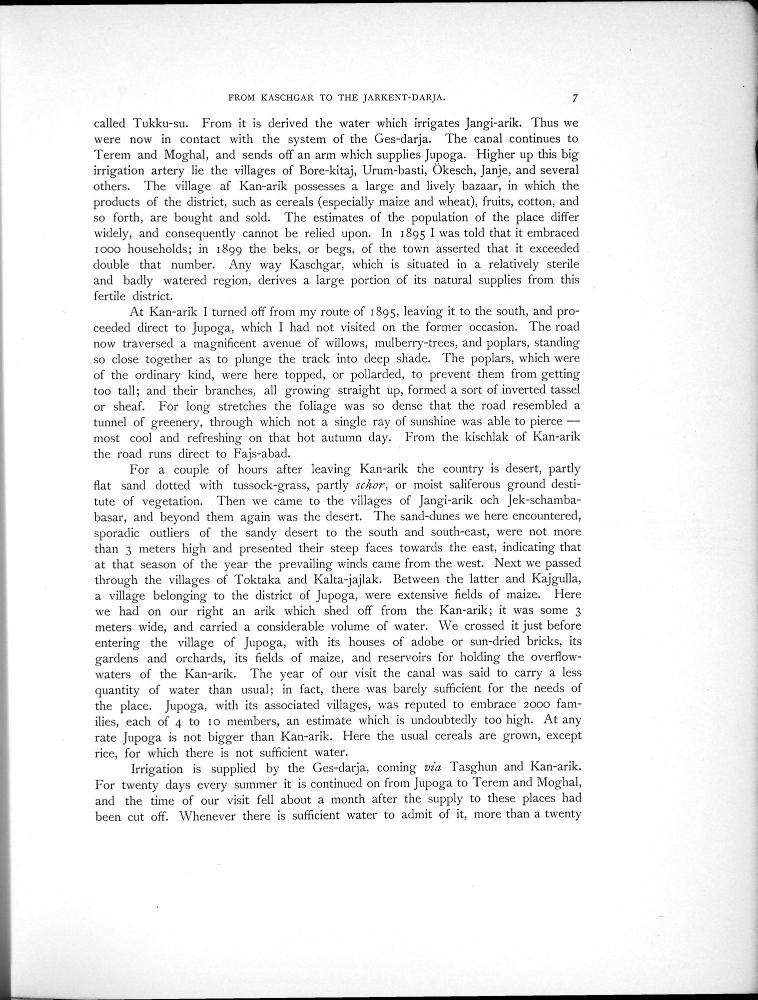 FROM KASCHGAR TO THE JARKENT-DARJA. 7
called Tukku-su. From it is derived the water which irrigates Jangi-arik. Thus we
were now in contact with the system of the Ges-darja. The canal continues to
Terem and Moghal, and sends off an arm which supplies Jupoga. Higher up this big
irrigation artery lie the villages of Bore-kitaj, Urum-basti, Ökesch, Janje, and several
others. The village af Kan-arik possesses a large and lively bazaar, in which the
products of the district, such as cereals (especially maize and wheat), fruits, cotton, and
so forth, are bought and sold. The estimates of the population of the place differ
widely, and consequently cannot be relied upon. In 1895 I was told that it embraced
1000 households; in 1899 the beks, or begs, of the town asserted that it exceeded
double that number. Any way Kaschgar, which is situated in a relatively sterile
and badly watered region, derives a large portion of its natural supplies from this
fertile district.
At Kan-arik I turned off from my route of 1895, leaving it to the south, and pro-
ceeded direct to Jupoga, which I had not visited on the former occasion. The road
now traversed a magnificent avenue of willows, mulberry-trees, and poplars, standing
so close together as to plunge the track into deep shade. The poplars, which were
of the ordinary kind, were here topped, or pollarded, to prevent them from getting
too tall; and their branches, all growing straight up, formed a sort of inverted tassel
or sheaf. For long stretches the foliage was so dense that the road resembled a
tunnel of greenery, through which not a single ray of sunshine was able to pierce —
most cool and refreshing on that hot autumn day. From the kischlak of Kan-arik
the road runs direct to Fajs-abad.
For a couple of hours after leaving Kan-arik the country is desert, partly
flat sand dotted with tussock-grass, partly schor, or moist saliferous ground desti-
tute of vegetation. Then we came to the villages of Jangi-arik och Jek-schamba-
basar, and beyond them again was the desert. The sand-dunes we here encountered,
sporadic outliers of the sandy desert to the south and south-east, were not more
than 3 meters high and presented their steep faces towards the east, indicating that
at that season of the year the prevailing winds came from the west. Next we passed
through the villages of Toktaka and Kalta-jajlak. Between the latter and Kajgulla,
a village belonging to the district of Jupoga, were extensive fields of maize. Here
we had on our right an arik which shed off from the Kan-arik; it was some 3
meters wide, and carried a considerable volume of water. We crossed it just before
entering the village of Jupoga, with its houses of adobe or sun-dried bricks, its
gardens and orchards, its fields of maize, and reservoirs for holding the overflow-
waters of the Kan-arik. The year of our visit the canal was said to carry a less
quantity of water than usual; in fact, there was barely sufficient for the needs of
the place. Jupoga, with its associated villages, was reputed to embrace 2000 fam-
ilies, each of 4 to 10 members, an estimate which is undoubtedly too high. At any
rate Jupoga is not bigger than Kan-arik. Here the usual cereals are grown, except
rice, for which there is not sufficient water.
Irrigation is supplied by the Ges-darja, coming via Tasghun and Kan-arik.
For twenty days every summer it is continued on from Jupoga to Terem and Moghal,
and the time of our visit fell about a month after the supply to these places had
been cut off. Whenever there is sufficient water to admit of it, more than a twenty